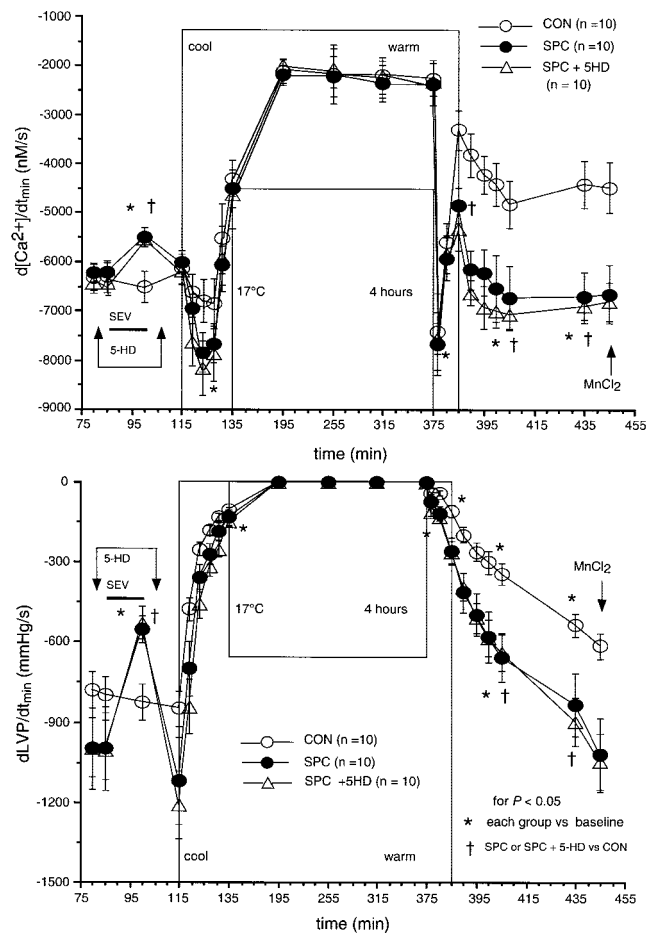 CON (n =10)
SPC (n =10)
SPC + 5HD
(n = 10)
cool
warm
-1000
-2000
-3000
-4000
-5000
-6000
-7000
-8000
-9000
d[Ca2+]/dtmin (nM/s)
* †
†
17°C
4 hours
SEV
5-HD
*
*
* †
* †
MnCl2
75 95 115 135 195 255 315 375 395 415 435 455
time (min)
0
-300
-600
-900
-1200
-1500
dLVP/dtmin (mmHg/s)
5-HD
SEV
* †
*
*
*
*
*
MnCl2
17°C
4 hours
* †
†
CON (n =10)
SPC (n =10)
SPC +5HD (n = 10)
for P < 0.05
* each group vs baseline
† SPC or SPC + 5-HD vs CON
cool
warm
75 95 115 135 195 255 315 375 395 415 435 455
time (min)